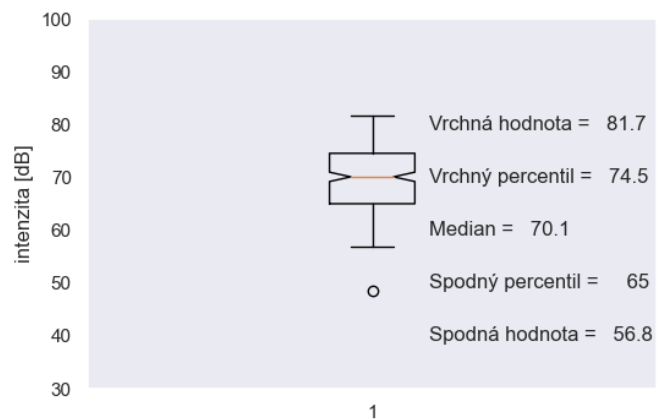 100
90
80
70
60
50
40
30
intenzita [dB]
Vrchná hodnota = 81.7
Vrchný percentil = 74.5
Median = 70.1
Spodný percentil = 65
Spodná hodnota = 56.8
1